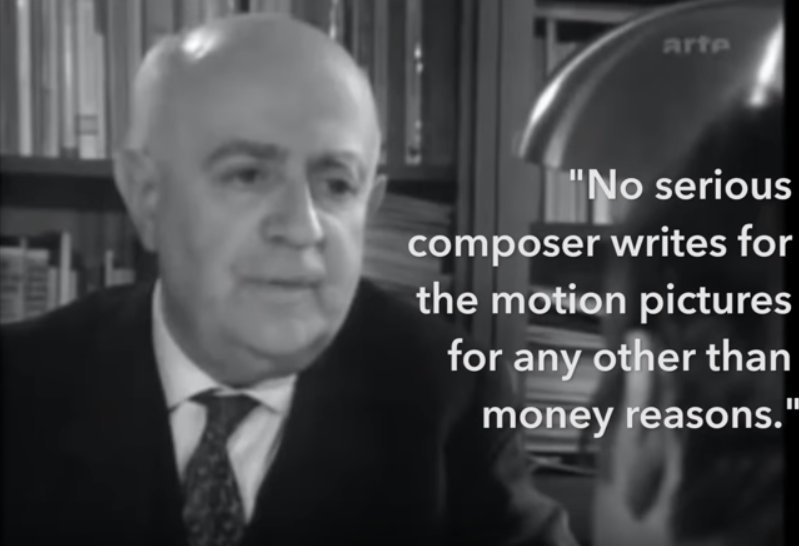 arte
"No serious
composer writes for
the motion pictures
for any other than
money reasons."